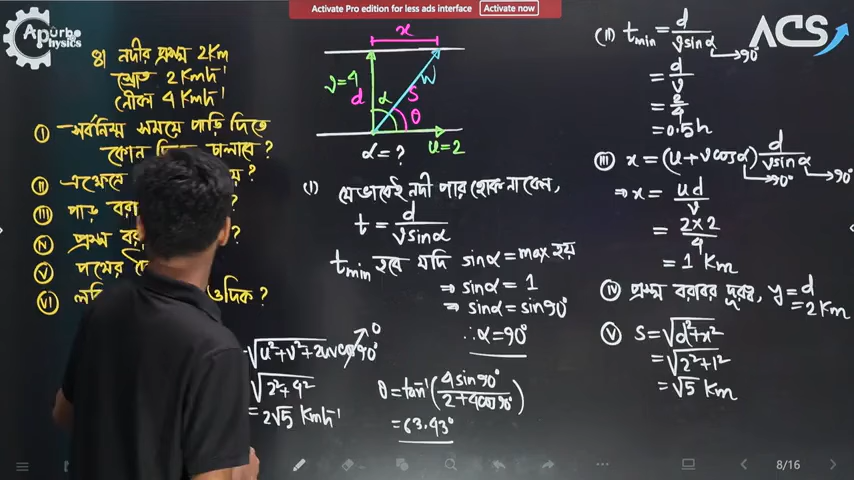 Activate Pro edition for less ads interface Activate now
Apurbo Physics
ACS
৪) নদীর প্রস্থ 2Km
স্রোত 2 Kmh⁻¹
নৌকা 4 Kmh⁻¹
(I) সর্বনিম্ন সময়ে পাড়ি দিতে
কোন চালাবে?
(II) এক্ষেত্রে ?
(III) পাড় ?
(IV) প্রস্থ ?
(V) পথের
(VI) ওদিক?
x
v=4
d
α
S
W
θ
u=2
α=?
(I) যে ভাবেই নদী পার হোক না কেন,
t = d/(v sinα)
t_min হবে যদি sinα = max হয়
⇒ sinα = 1
⇒ sinα = sin90°
∴ α = 90°
√(u²+v²+2uv cos90°) → 0
√(2²+4²)
= 2√5 Kmh⁻¹
θ = tan⁻¹(4 sin90°/(2+4 cos90°))
= 63.43°
(II) t_min = d/(v sinα) → 90°
= d/v
= 2/4
= 0.5h
(III) x = (u + v cosα) d/(v sinα) → 90° → 90°
⇒ x = ud/v
= (2×2)/4
= 1 Km
(IV) প্রস্থ বরাবর দূরত্ব, y = d
= 2 Km
(V) S = √(d²+x²)
= √(2²+1²)
= √5 Km
8/16